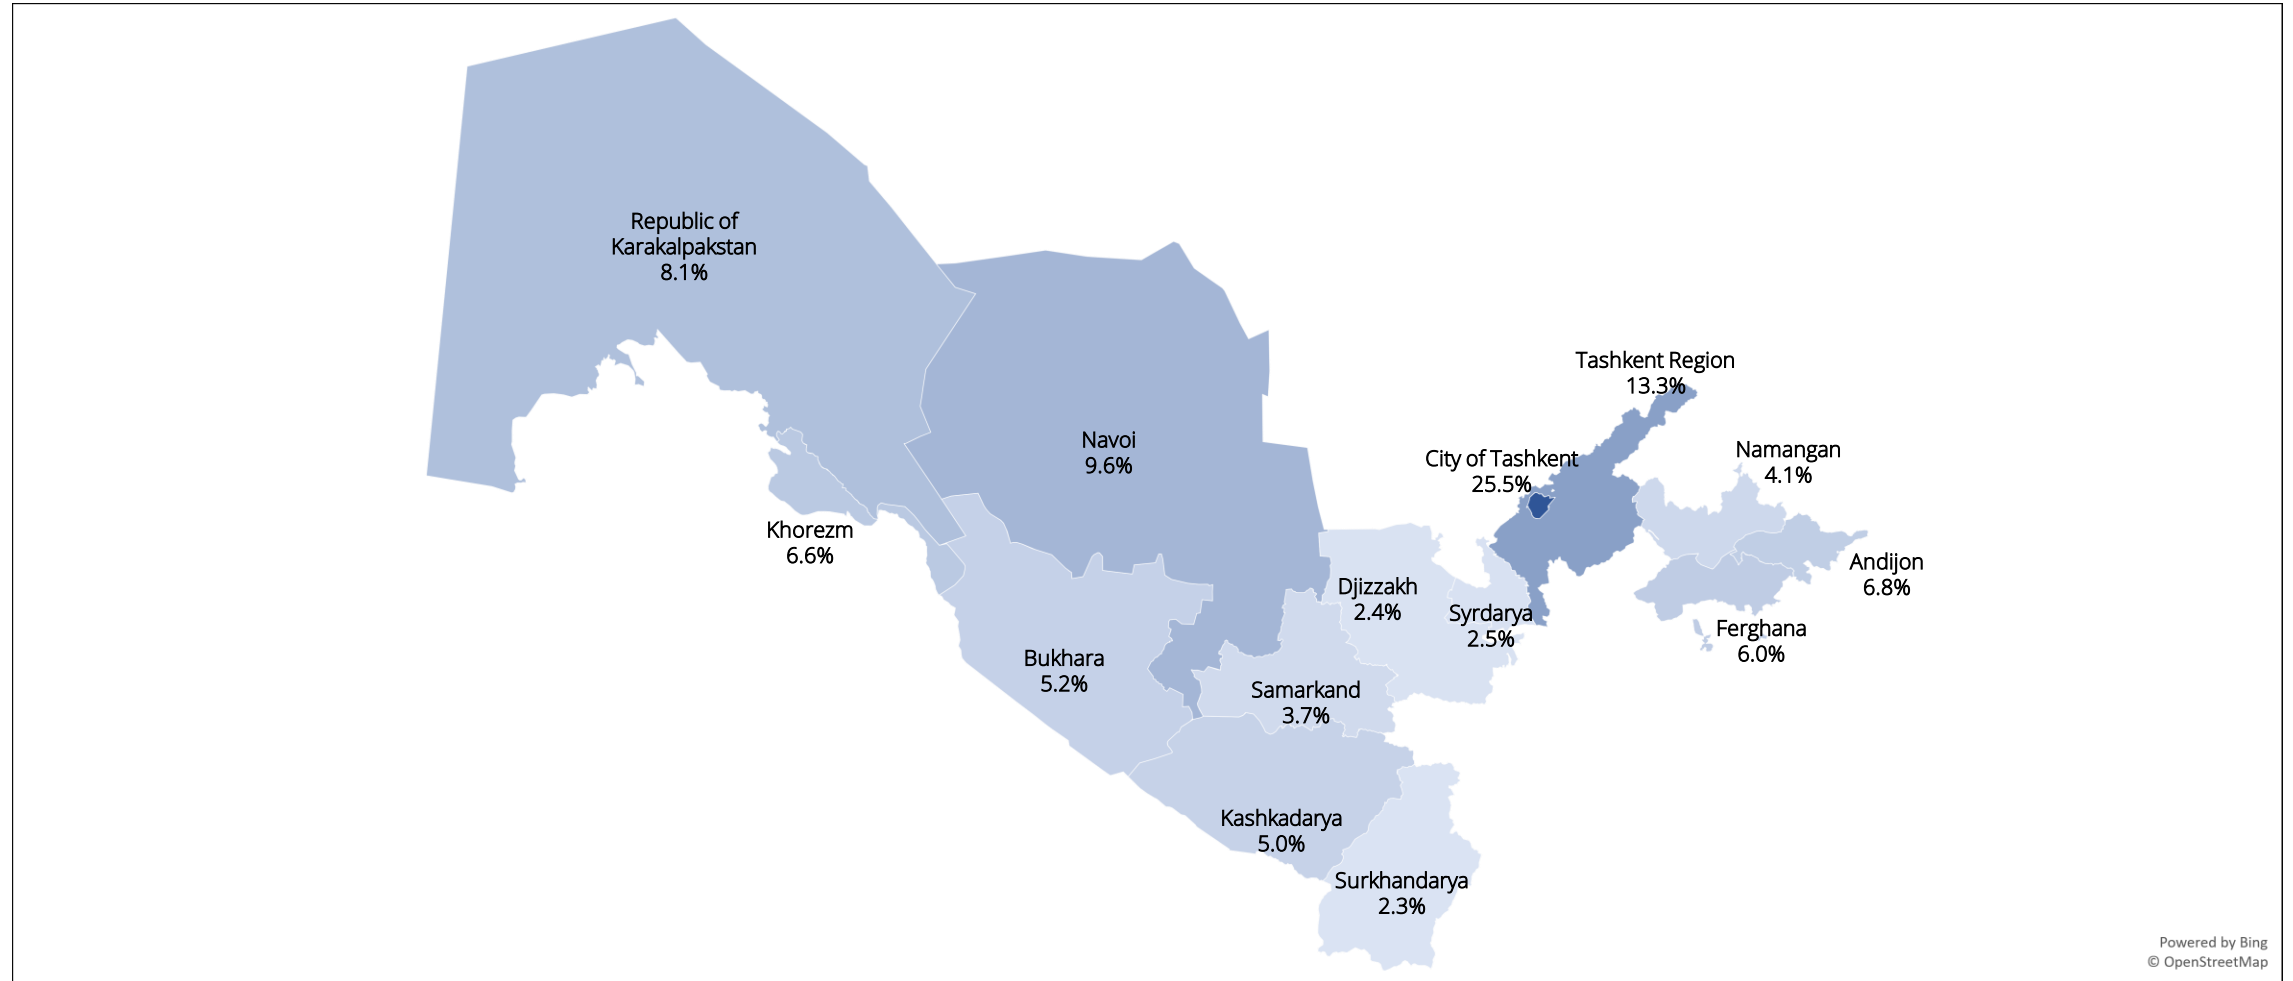 Republic of
Karakalpakstan
8.1%
Tashkent Region
13.3%
Navoi
9.6%
City of Tashkent
25.5%
Namangan
4.1%
Khorezm
6.6%
Andijon
6.8%
Djizzakh
2.4%
Syrdarya
2.5%
Ferghana
6.0%
Bukhara
5.2%
Samarkand
3.7%
Kashkadarya
5.0%
Surkhandarya
2.3%
Powered by Bing
© OpenStreetMap